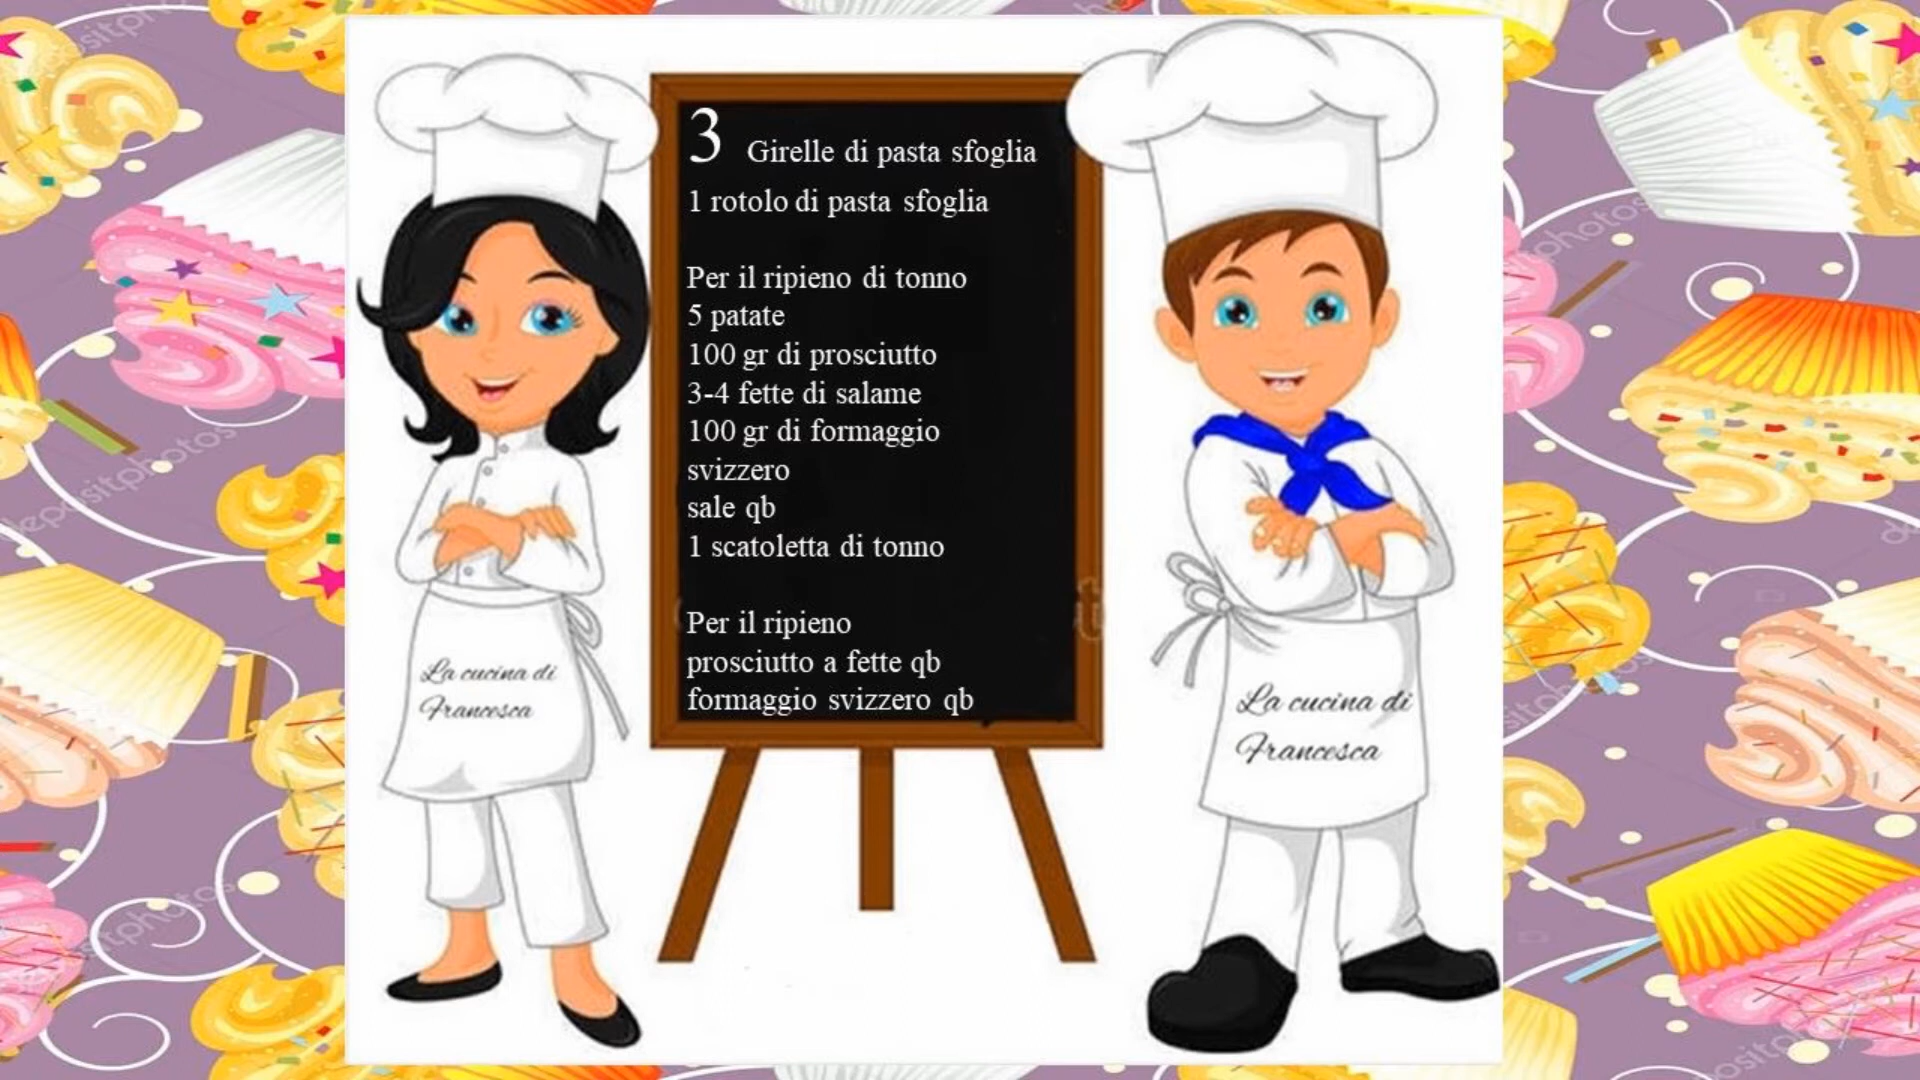 3 Girelle di pasta sfoglia
1 rotolo di pasta sfoglia
Per il ripieno di tonno
5 patate
100 gr di prosciutto
3-4 fette di salame
100 gr di formaggio
svizzero
sale qb
1 scatoletta di tonno
Per il ripieno
prosciutto a fette qb
formaggio svizzero qb
La cucina di
Francesca
La cucina di
Francesca
depositphotos